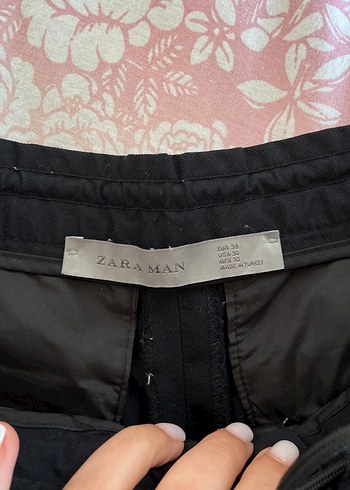 ZARA MAN
EUR 38
USA 30
MEX 30
MADE IN TURKEY